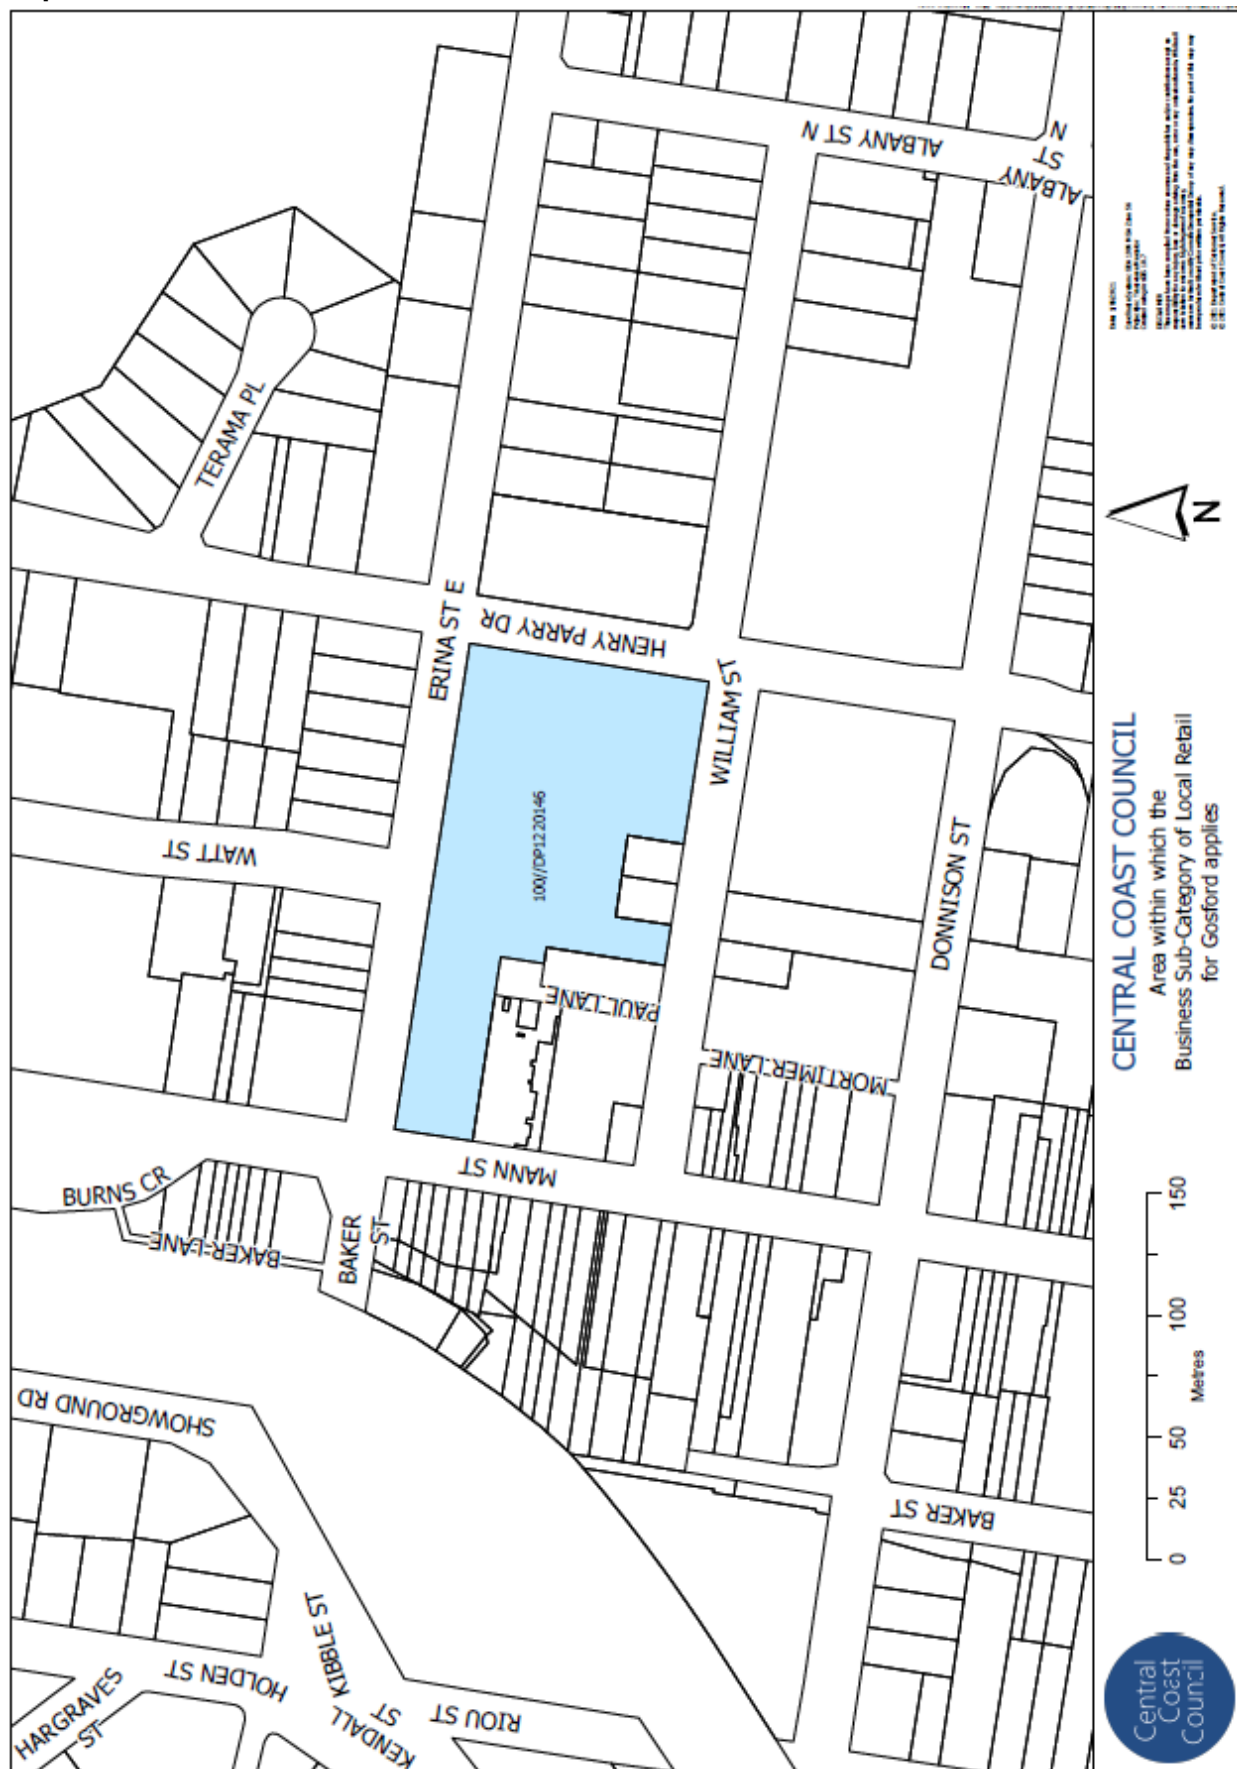 HARGRAVES
ST
HOLDEN ST
KIBBLE ST
KENDALL
ST
RIOU ST
SHOWGROUND RD
BURNS CR
BAKER LANE
BAKER
ST
MANN ST
WATT ST
ERINA ST E
TERAMA PL
HENRY PARRY DR
100//DP1220146
PAUL LANE
WILLIAM ST
MORTIMER LANE
DONNISON ST
BAKER ST
ALBANY ST N
ALBANY
ST
N
Central
Coast
Council
0 25 50 100 150
Metres
CENTRAL COAST COUNCIL
Area within which the
Business Sub-Category of Local Retail
for Gosford applies
N